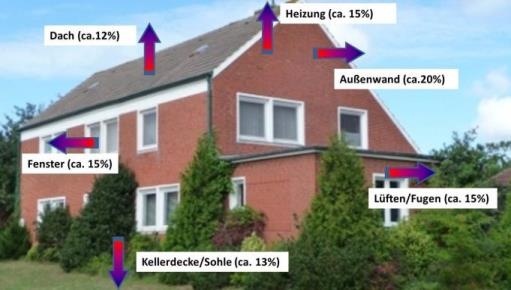 Heizung (ca. 15%)
Dach (ca.12%)
Außenwand (ca.20%)
Fenster (ca. 15%)
Lüften/Fugen (ca. 15%)
Kellerdecke/Sohle (ca. 13%)